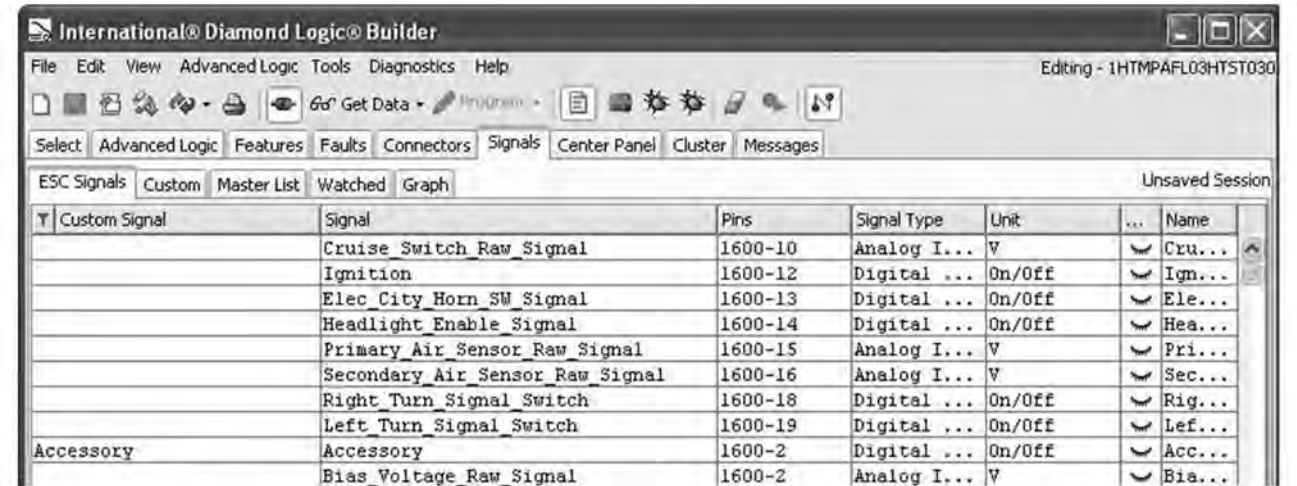 International® Diamond Logic® Builder
File Edit View Advanced Logic Tools Diagnostics Help Editing - 1HTMPAFL03HTST030
Get Data Program
Select Advanced Logic Features Faults Connectors Signals Center Panel Cluster Messages
ESC Signals Custom Master List Watched Graph Unsaved Session
Custom Signal Signal Pins Signal Type Unit ... Name
Cruise_Switch_Raw_Signal 1600-10 Analog I... V Cru...
Ignition 1600-12 Digital ... On/Off Ign...
Elec_City_Horn_SW_Signal 1600-13 Digital ... On/Off Ele...
Headlight_Enable_Signal 1600-14 Digital ... On/Off Hea...
Primary_Air_Sensor_Raw_Signal 1600-15 Analog I... V Pri...
Secondary_Air_Sensor_Raw_Signal 1600-16 Analog I... V Sec...
Right_Turn_Signal_Switch 1600-18 Digital ... On/Off Rig...
Left_Turn_Signal_Switch 1600-19 Digital ... On/Off Lef...
Accessory Accessory 1600-2 Digital ... On/Off Acc...
Bias_Voltage_Raw_Signal 1600-2 Analog I... V Bia...